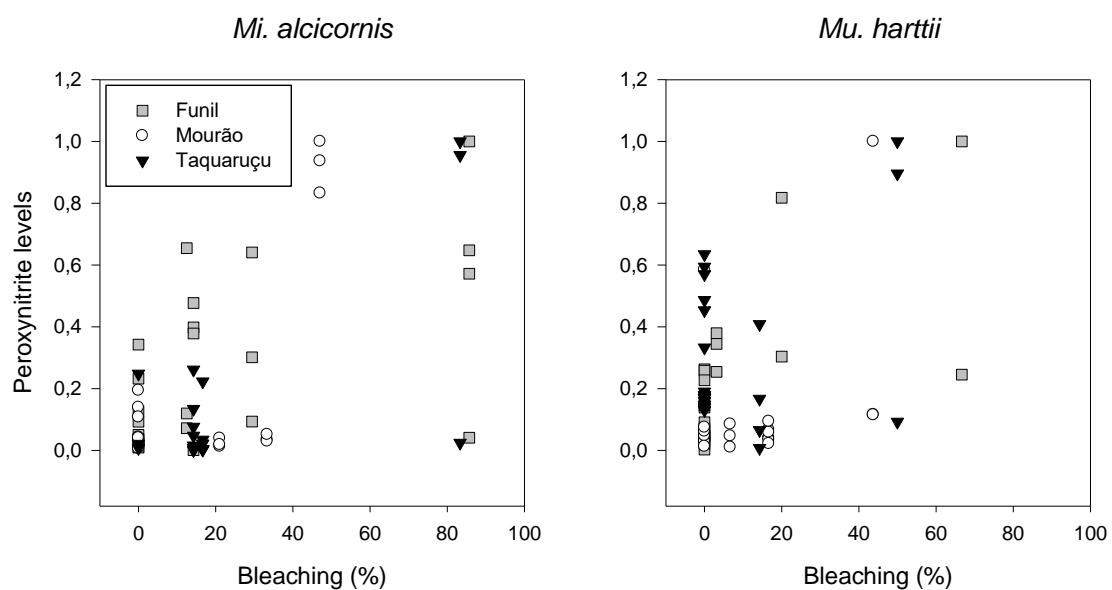 Mi. alcicornis
Mu. harttii
Peroxynitrite levels
1,2
1,0
0,8
0,6
0,4
0,2
0,0
Funil
Mourão
Taquaruçu
0 20 40 60 80 100
Bleaching (%)
1,2
1,0
0,8
0,6
0,4
0,2
0,0
0 20 40 60 80 100
Bleaching (%)